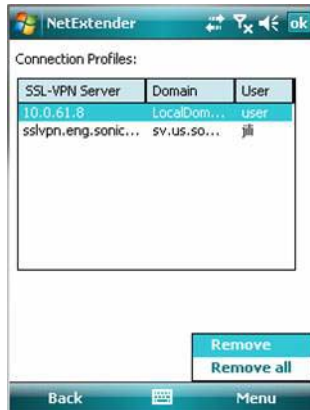 NetExtender ok
Connection Profiles:
SSL-VPN Server Domain User
10.0.61.8 LocalDom... user
sslvpn.eng.sonic... sv.us.so... jli
Remove
Remove all
Back Menu